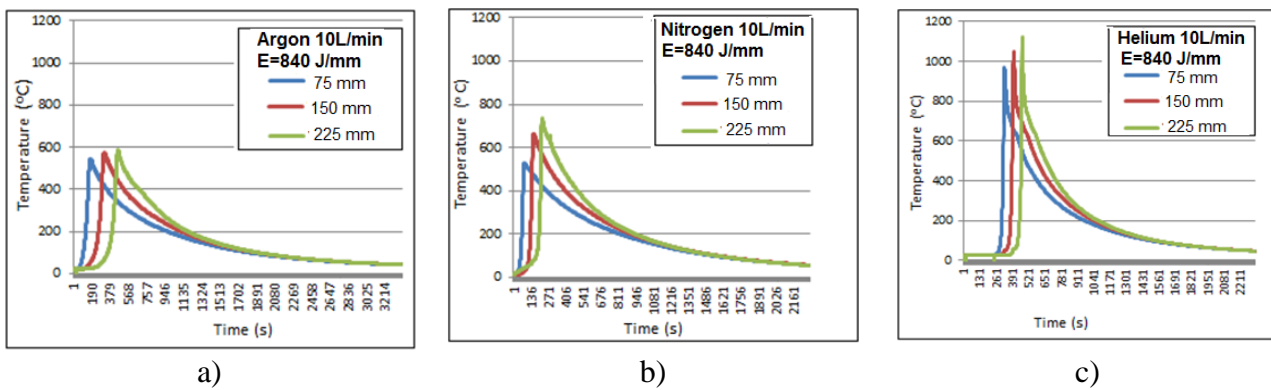 1200
1000
800
600
400
200
0
Temperature (°C)
Argon 10L/min
E=840 J/mm
75 mm
150 mm
225 mm
1 190 379 568 757 946 1135 1324 1513 1702 1891 2080 2269 2458 2647 2836 3025 3214
Time (s)
a)
1200
1000
800
600
400
200
0
Temperature (°C)
Nitrogen 10L/min
E=840 J/mm
75 mm
150 mm
225 mm
1 136 271 406 541 676 811 946 1081 1216 1351 1486 1621 1756 1891 2026 2161
Time (s)
b)
1200
1000
800
600
400
200
0
Temperature (°C)
Helium 10L/min
E=840 J/mm
75 mm
150 mm
225 mm
1 131 261 391 521 651 781 911 1041 1171 1301 1431 1561 1691 1821 1951 2081 2211
Time (s)
c)